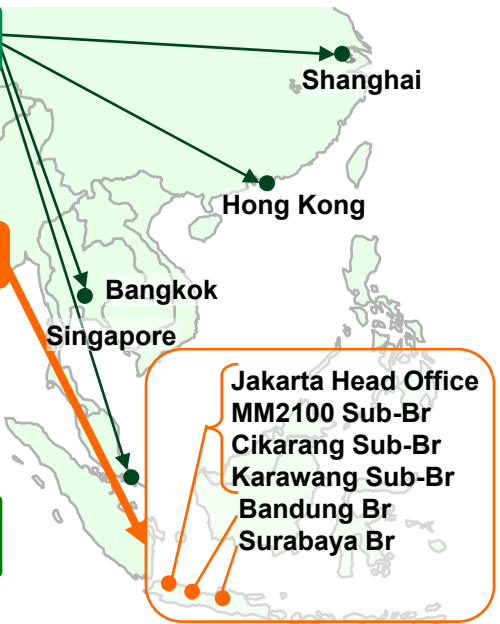 Shanghai
Hong Kong
Bangkok
Singapore
Jakarta Head Office
MM2100 Sub-Br
Cikarang Sub-Br
Karawang Sub-Br
Bandung Br
Surabaya Br